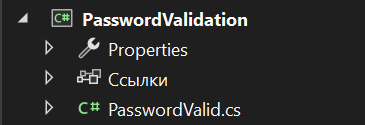 C# PasswordValidation
Properties
Ссылки
C# PasswordValid.cs